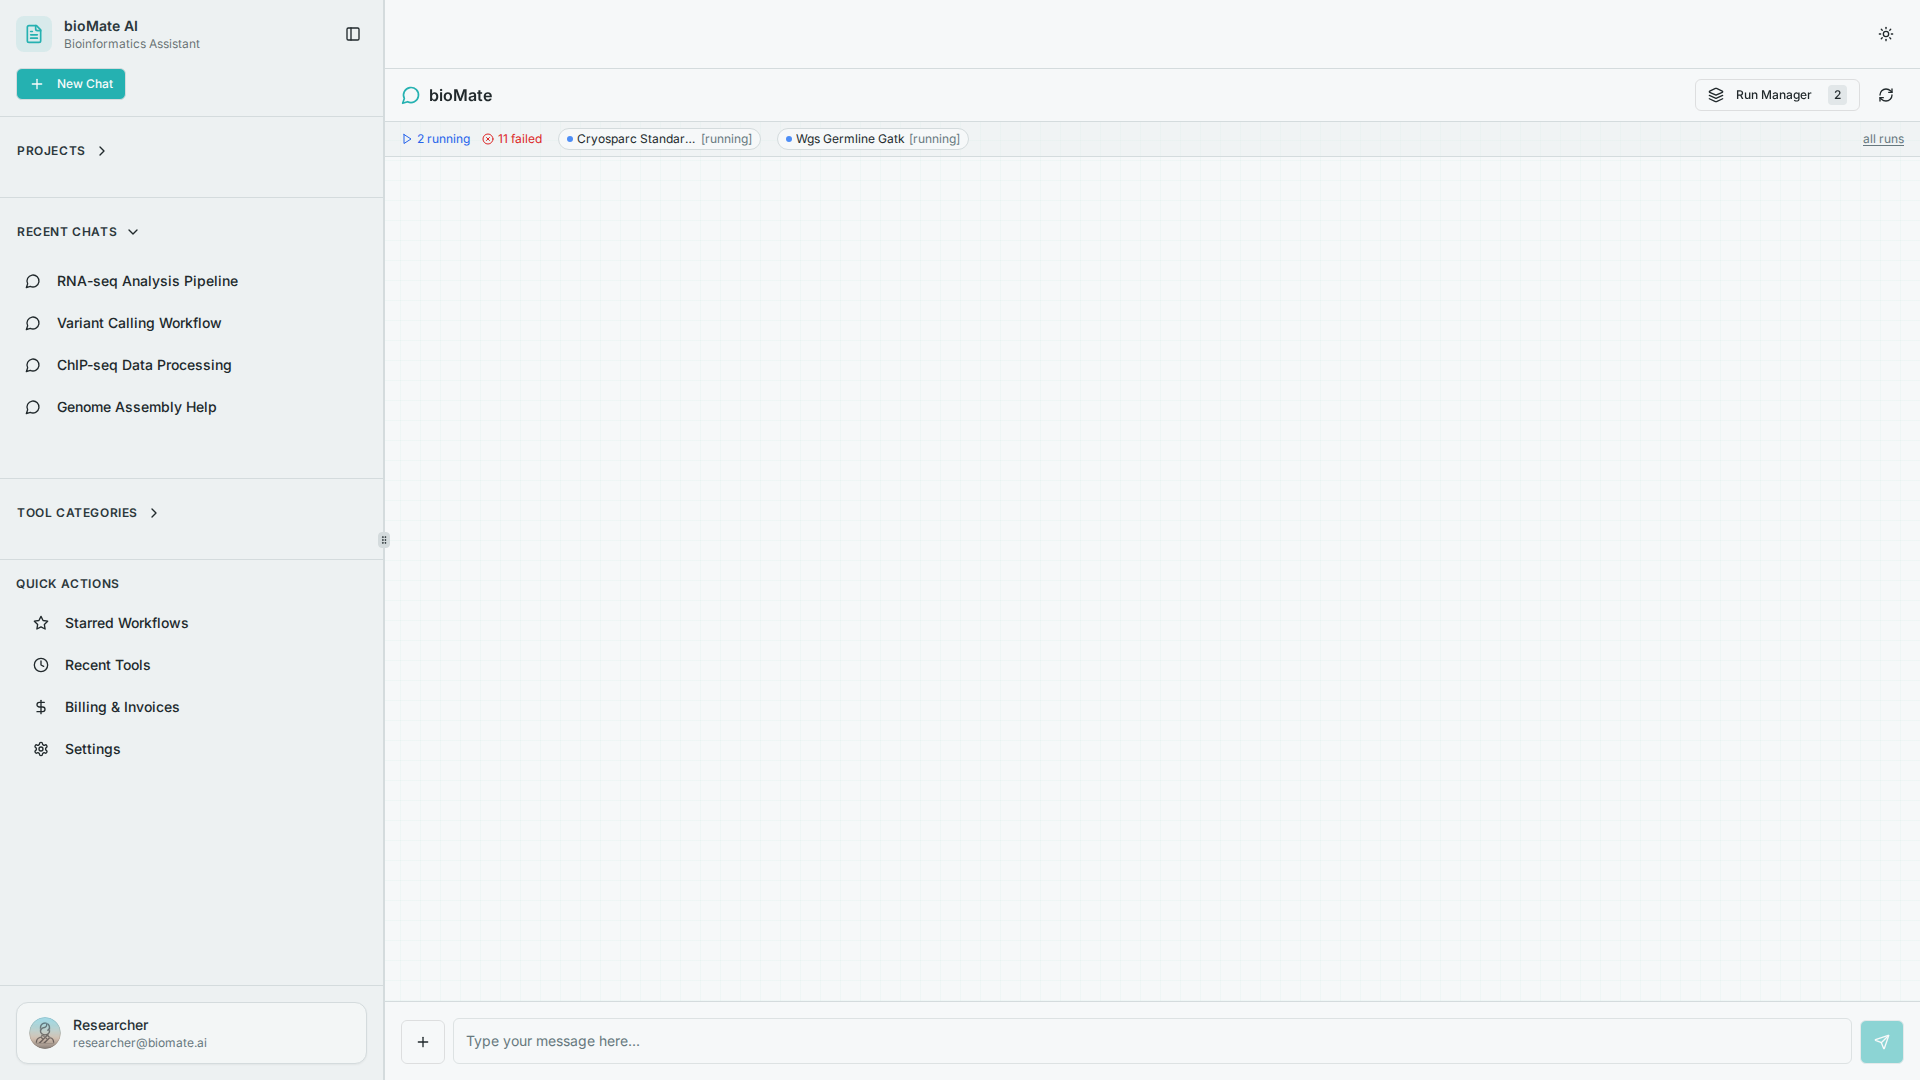 bioMate AI
Bioinformatics Assistant
New Chat
PROJECTS
RECENT CHATS
RNA-seq Analysis Pipeline
Variant Calling Workflow
ChIP-seq Data Processing
Genome Assembly Help
TOOL CATEGORIES
QUICK ACTIONS
Starred Workflows
Recent Tools
Billing & Invoices
Settings
Researcher
researcher@biomate.ai
bioMate
Run Manager 2
2 running 11 failed Cryosparc Standar... [running] Wgs Germline Gatk [running] all runs
Type your message here...